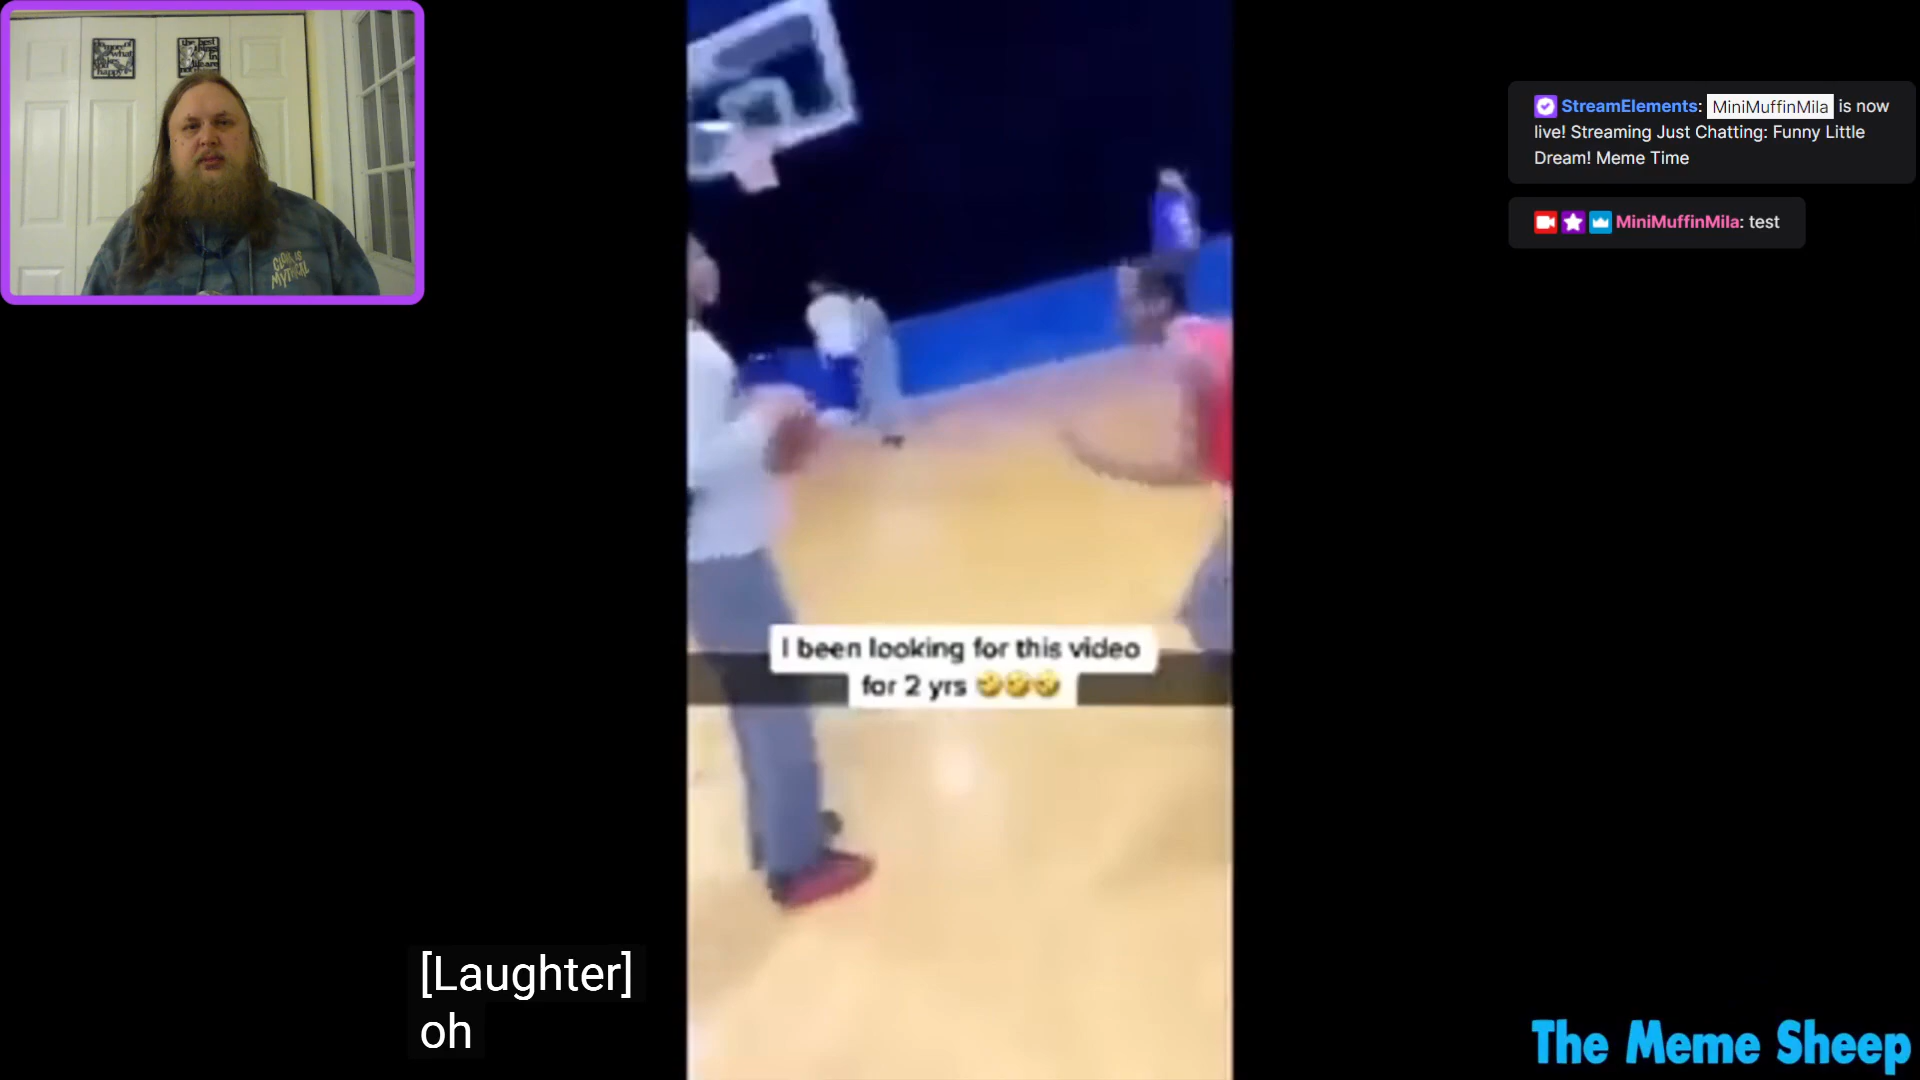 StreamElements: MiniMuffinMila is now
live! Streaming Just Chatting: Funny Little
Dream! Meme Time
MiniMuffinMila: test
I been looking for this video
for 2 yrs 🤣🤣🤣
[Laughter]
oh
The Meme Sheep